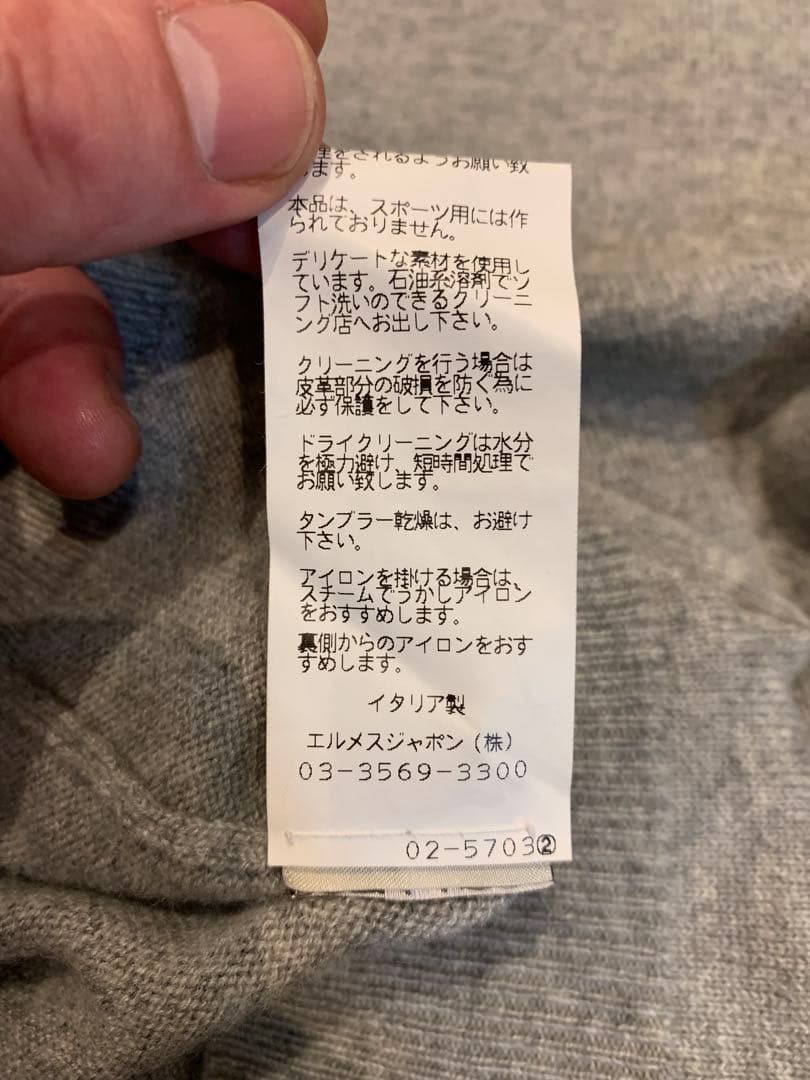 理をされるようお願い致
します。
本品は、スポーツ用には作
られておりません。
デリケートな素材を使用し
ています。石油系溶剤でソ
フト洗いのできるクリーニ
ング店へお出し下さい。
クリーニングを行う場合は
皮革部分の破損を防ぐ為に
必ず保護をして下さい。
ドライクリーニングは水分
を極力避け 短時間処理で
お願い致します。
タンブラー乾燥は、お避け
下さい。
アイロンを掛ける場合は、
スチームでうかしアイロン
をおすすめします。
裏側からのアイロンをおす
すめします。
イタリア製
エルメスジャポン(株)
03-3569-3300
02-5703②